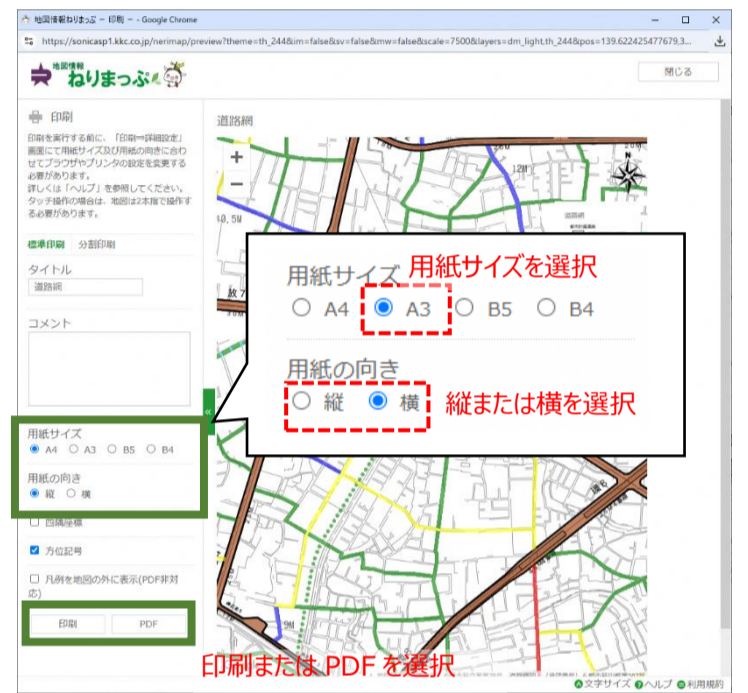 地図情報ねりまっぷ － 印刷 － - Google Chrome
https://sonicasp1.kkc.co.jp/nerimap/preview?theme=th_244&im=false&sv=false&mw=false&scale=7500&layers=dm_light,th_244&pos=139.622425477679,3...
地図情報
ねりまっぷ
閉じる
印刷
印刷を実行する前に、「印刷⇒詳細設定」
画面にて用紙サイズ及び用紙の向きに合わ
せてブラウザやプリンタの設定を変更する
必要があります。
詳しくは「ヘルプ」を参照してください。
タッチ操作の場合は、地図は2本指で操作す
る必要があります。
標準印刷 分割印刷
タイトル
道路網
コメント
用紙サイズ
A4 A3 B5 B4
用紙の向き
縦 横
四隅座標
方位記号
凡例を地図の外に表示(PDF非対
応)
印刷 PDF
道路網
+
−
N
12M
道路網
用紙サイズ 用紙サイズを選択
A4 A3 B5 B4
用紙の向き
縦 横 縦または横を選択
«
9M
印刷または PDF を選択
文字サイズ ヘルプ 利用規約